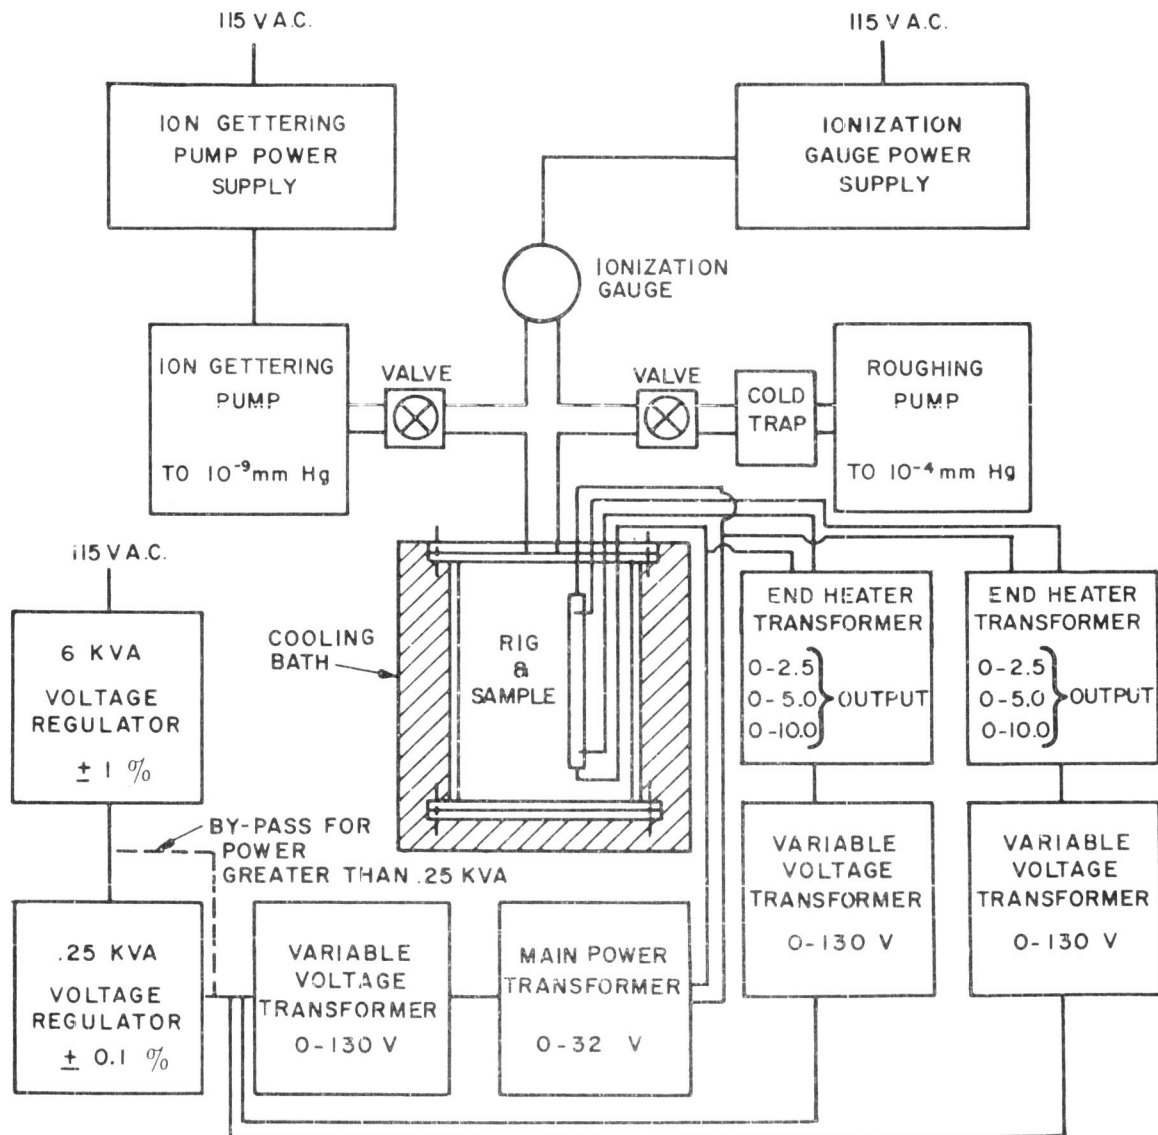 115 V A.C.
115 V A.C.
ION GETTERING
PUMP POWER
SUPPLY
IONIZATION
GAUGE POWER
SUPPLY
IONIZATION
GAUGE
ION GETTERING
PUMP
TO 10⁻⁹ mm Hg
VALVE
VALVE
COLD
TRAP
ROUGHING
PUMP
TO 10⁻⁴ mm Hg
115 V A.C.
6 KVA
VOLTAGE
REGULATOR
± 1 %
COOLING
BATH
RIG
&
SAMPLE
END HEATER
TRANSFORMER
0-2.5
0-5.0 } OUTPUT
0-10.0
END HEATER
TRANSFORMER
0-2.5
0-5.0 } OUTPUT
0-10.0
BY-PASS FOR
POWER
GREATER THAN .25 KVA
.25 KVA
VOLTAGE
REGULATOR
± 0.1 %
VARIABLE
VOLTAGE
TRANSFORMER
0-130 V
MAIN POWER
TRANSFORMER
0-32 V
VARIABLE
VOLTAGE
TRANSFORMER
0-130 V
VARIABLE
VOLTAGE
TRANSFORMER
0-130 V